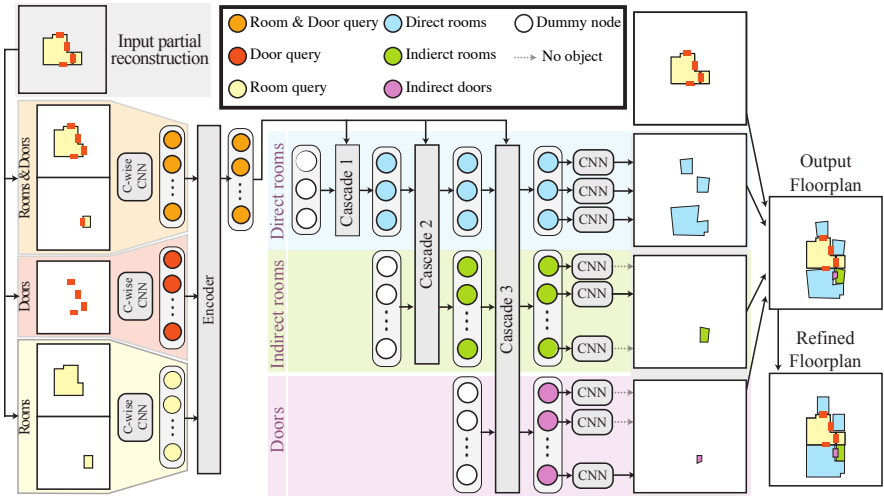 Input partial
reconstruction
Room & Door query
Door query
Room query
Direct rooms
Indierct rooms
Indirect doors
Dummy node
No object
Rooms & Doors
C-wise
CNN
Doors
C-wise
CNN
Rooms
C-wise
CNN
Encoder
Direct rooms
Cascade 1
Cascade 2
Cascade 3
CNN
CNN
CNN
Indirect rooms
CNN
CNN
CNN
Doors
CNN
CNN
CNN
Output
Floorplan
Refined
Floorplan